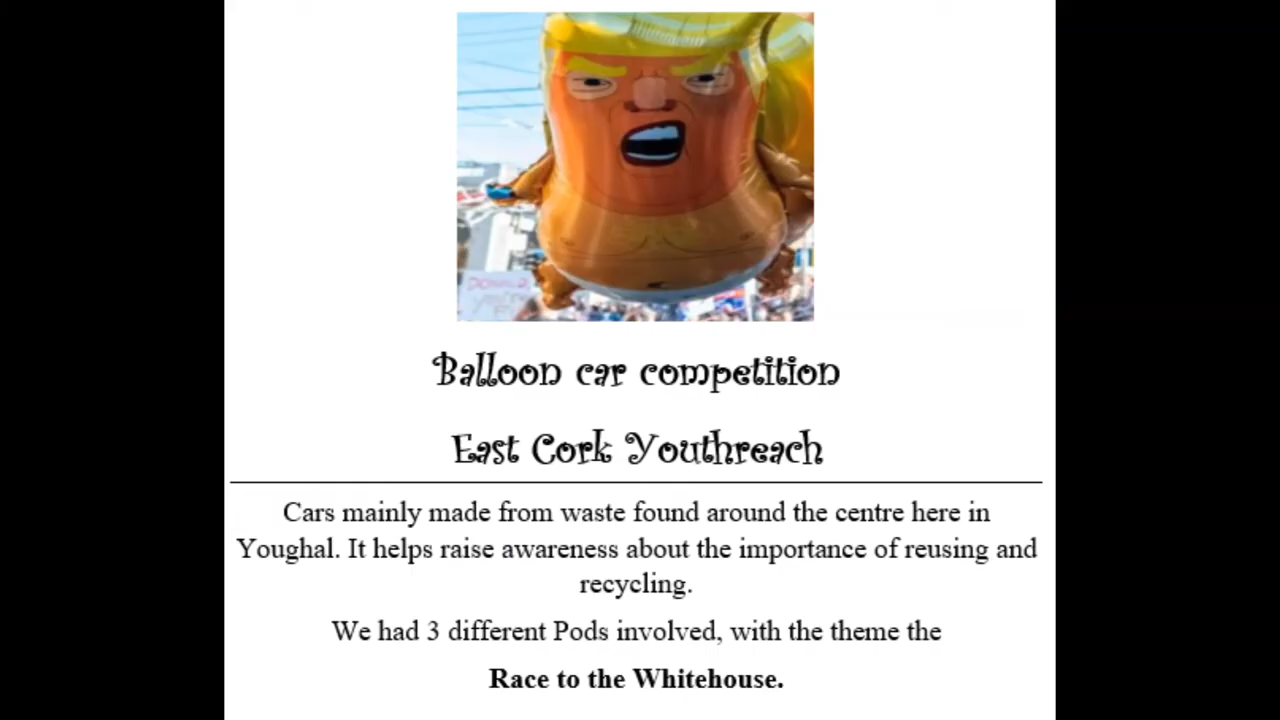 DONALD
Balloon car competition
East Cork Youthreach
Cars mainly made from waste found around the centre here in
Youghal. It helps raise awareness about the importance of reusing and
recycling.
We had 3 different Pods involved, with the theme the
Race to the Whitehouse.